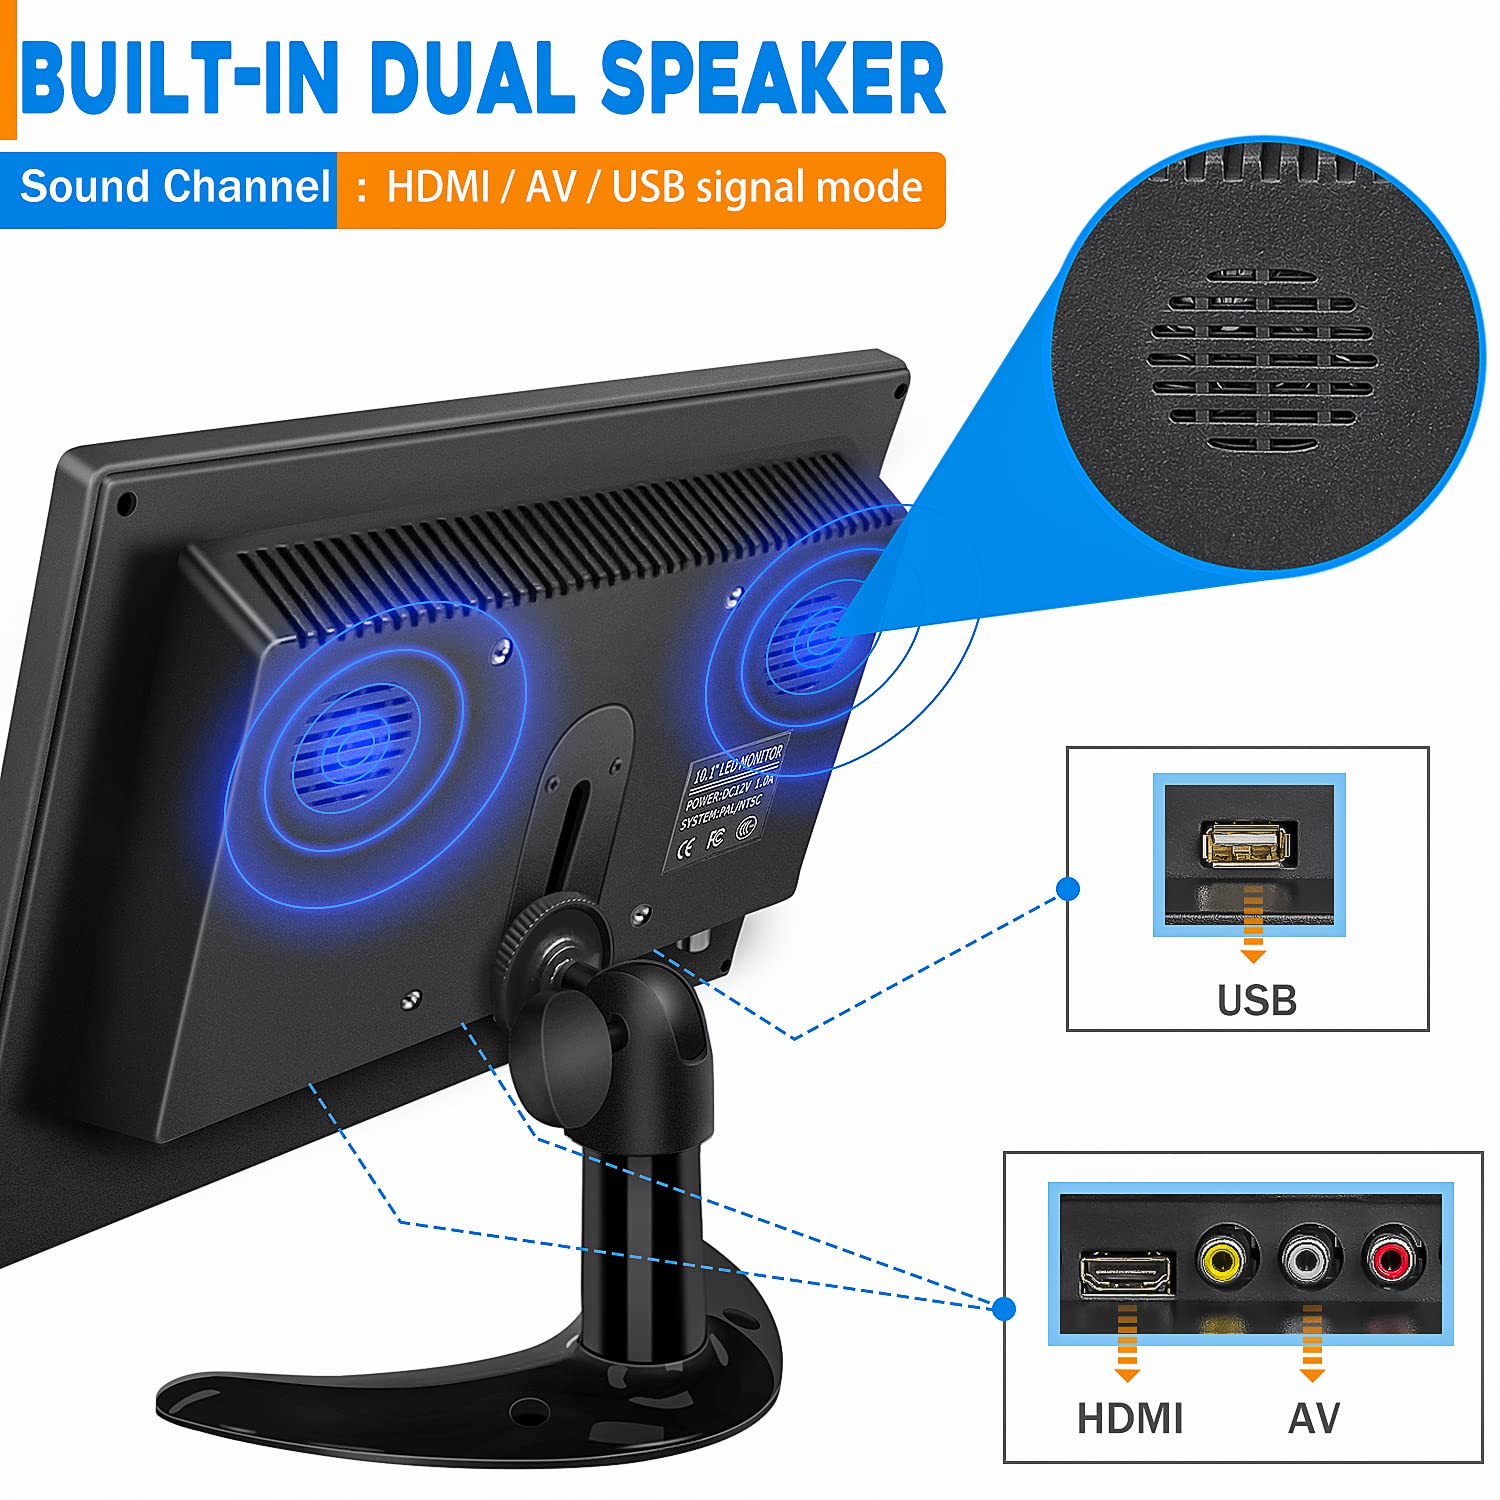 BUILT-IN DUAL SPEAKER
Sound Channel : HDMI / AV / USB signal mode
10.1" LED MONITOR
POWER:DC12V 1.0A
SYSTEM:PAL/NTSC
CE FC CCC
USB
HDMI AV